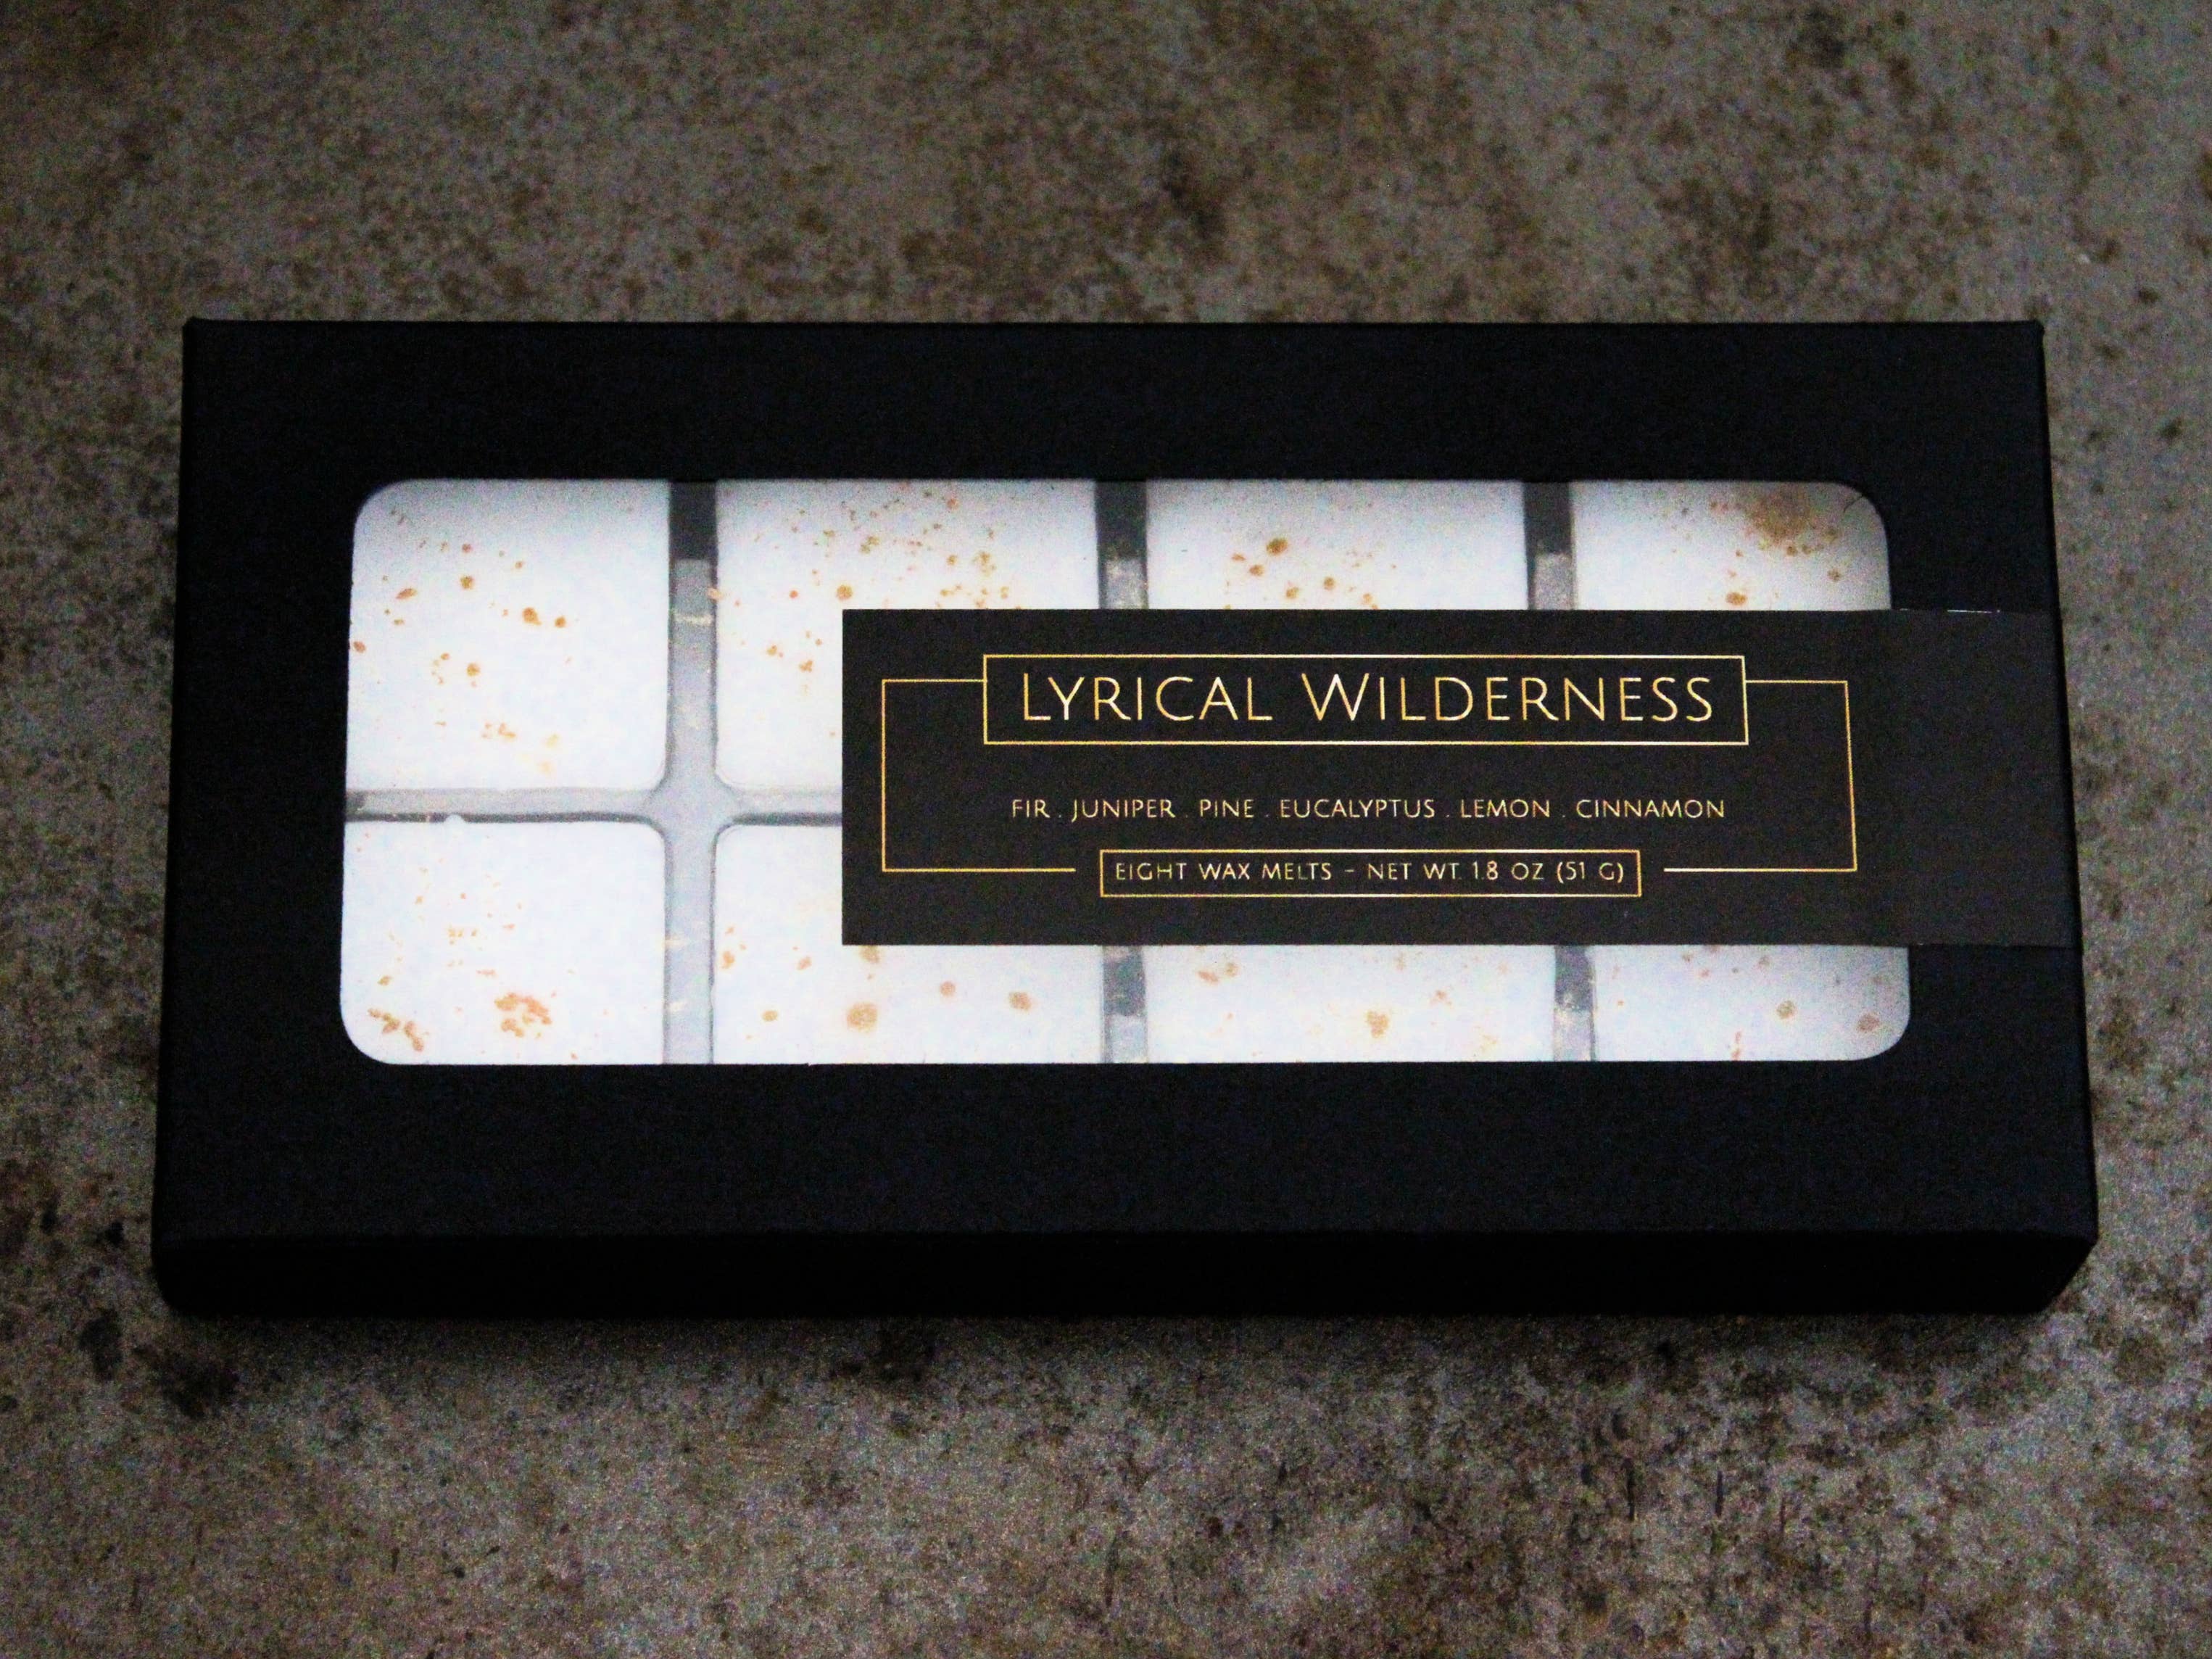 LYRICAL WILDERNESS
FIR . JUNIPER . PINE . EUCALYPTUS . LEMON . CINNAMON
EIGHT WAX MELTS - NET WT. 1.8 OZ (51 G)